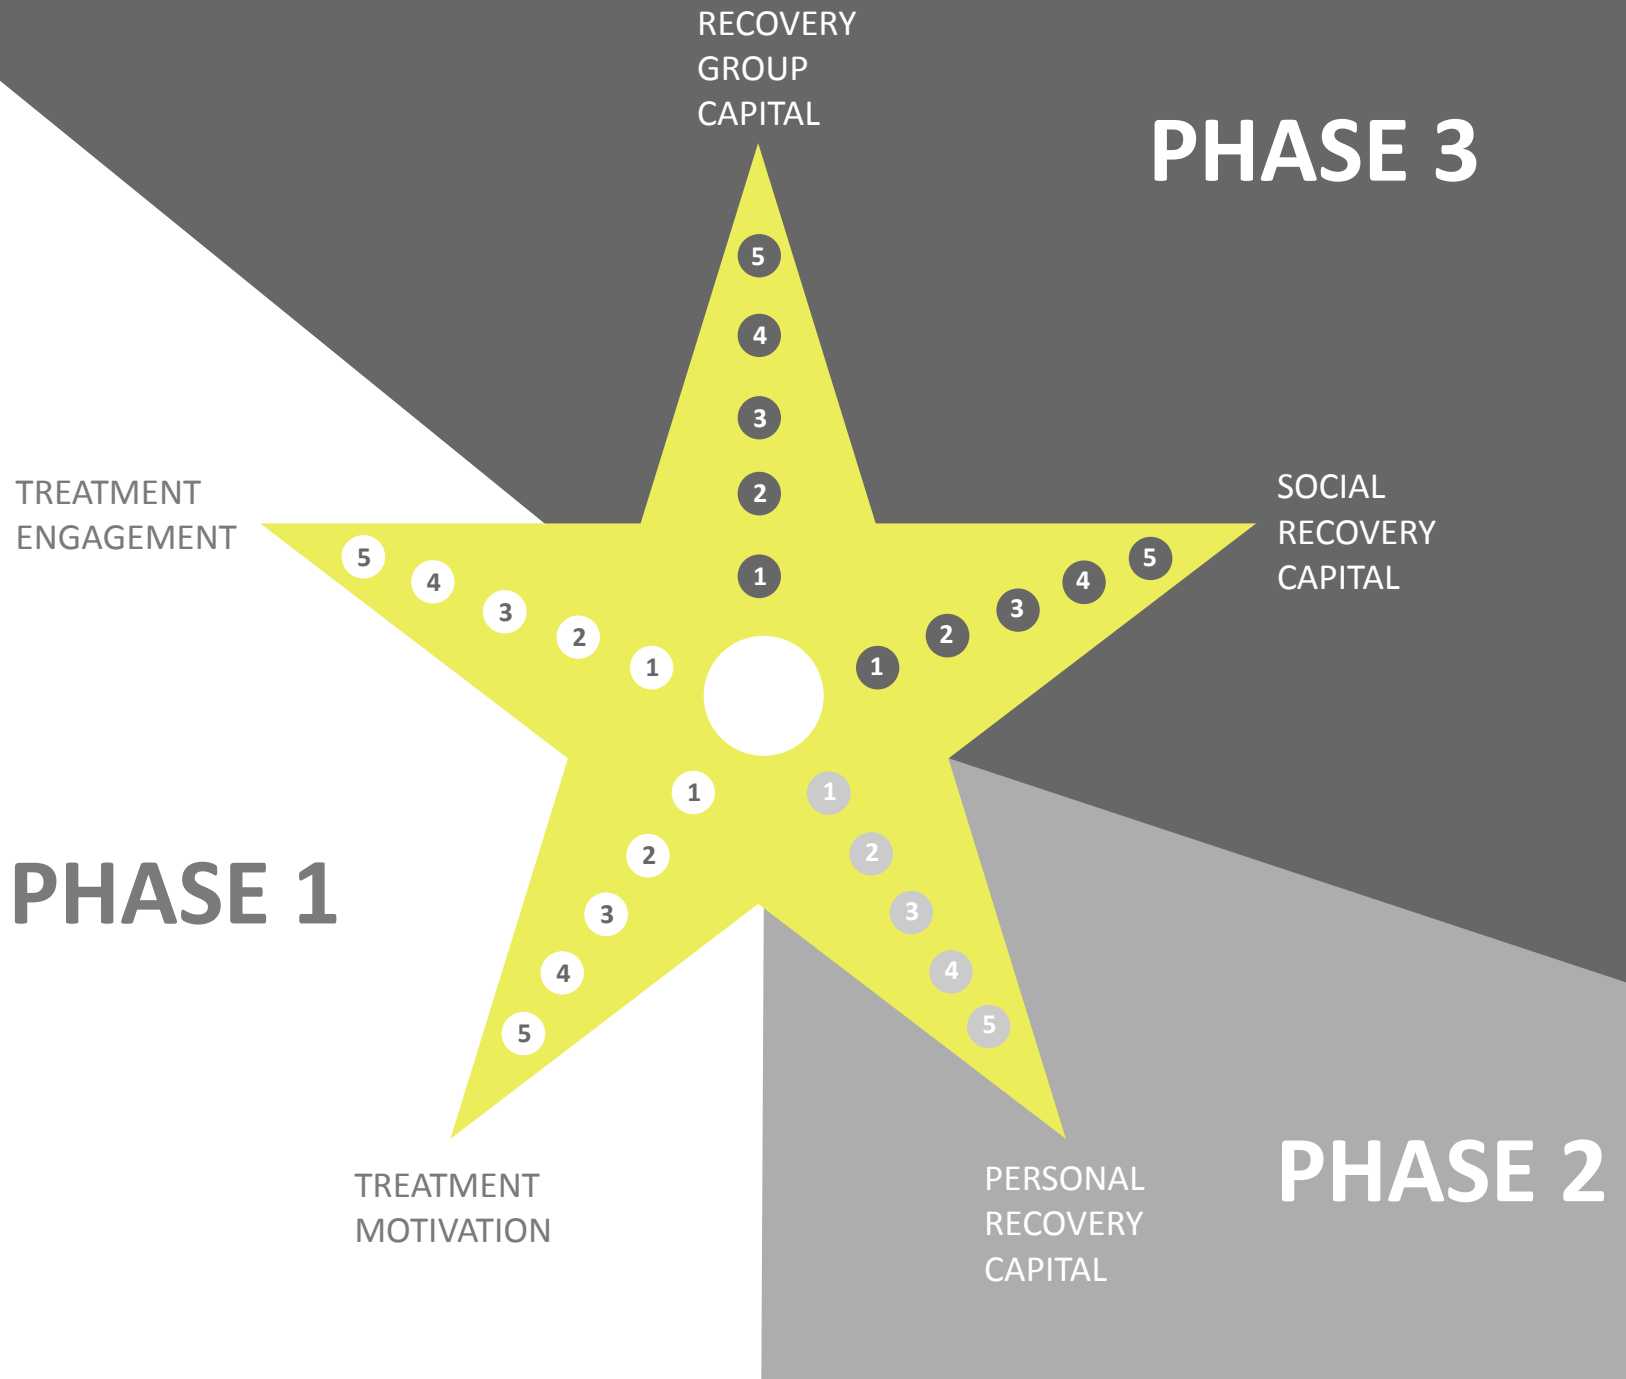 RECOVERY
GROUP
CAPITAL
PHASE 3
5
4
3
2
1
TREATMENT
ENGAGEMENT
5
4
3
2
1
SOCIAL
RECOVERY
CAPITAL
1
2
3
4
5
PHASE 1
1
2
3
4
5
TREATMENT
MOTIVATION
1
2
3
4
5
PERSONAL
RECOVERY
CAPITAL
PHASE 2